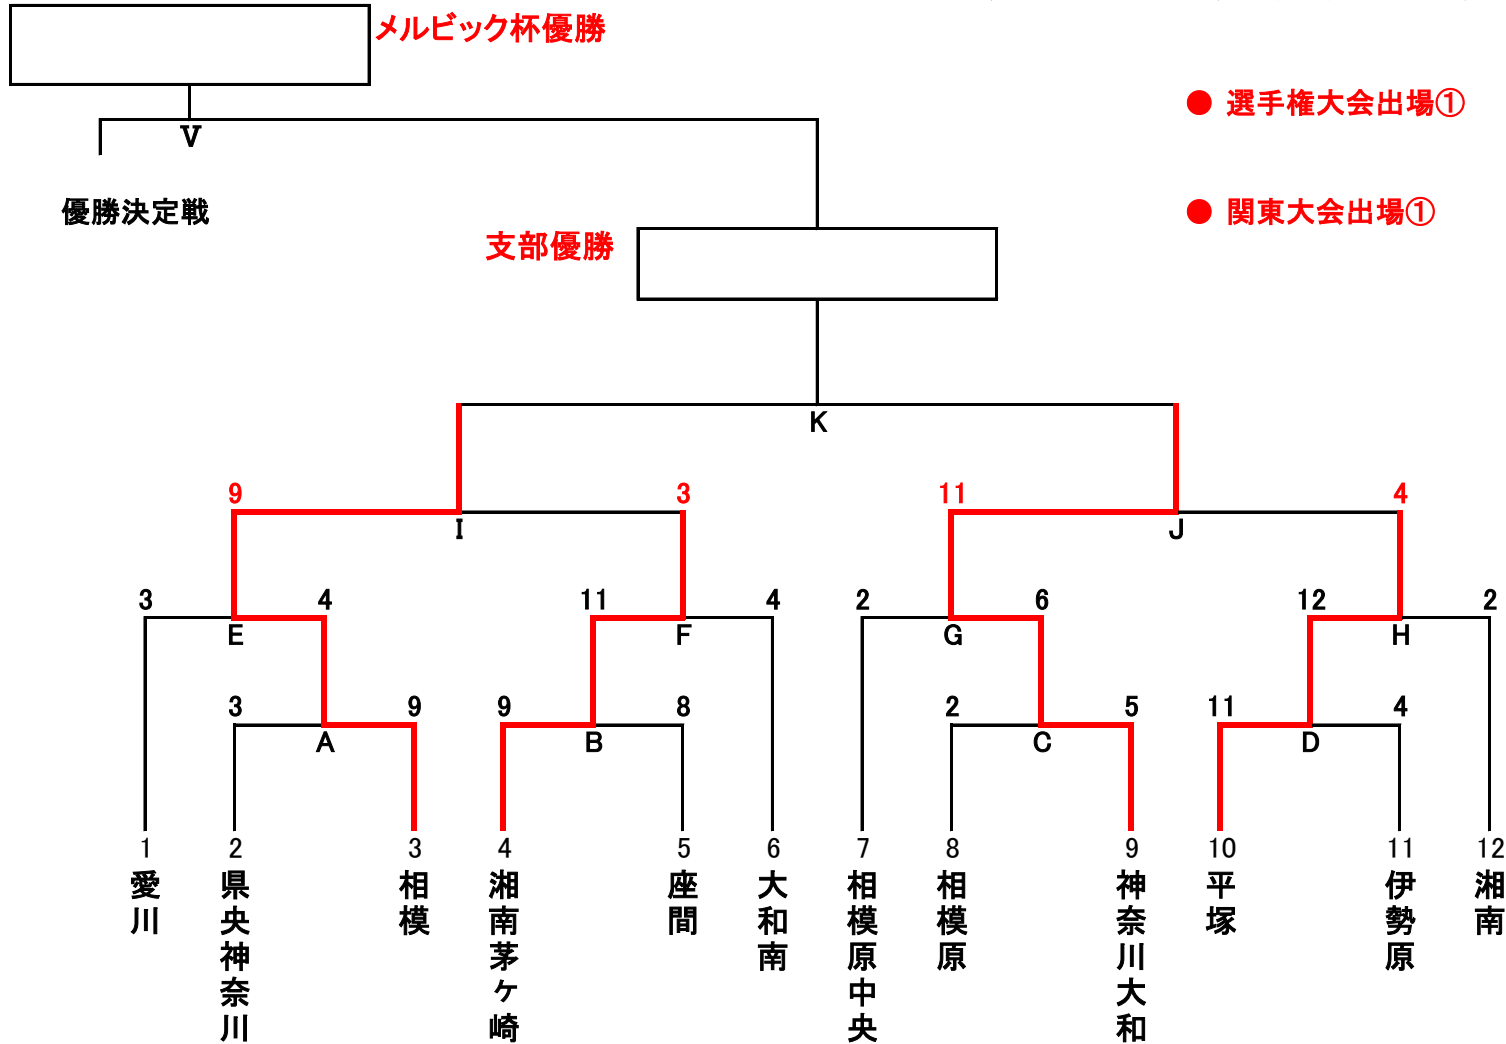 メルビック杯優勝
● 選手権大会出場①
V
優勝決定戦
● 関東大会出場①
支部優勝
K
9 3 11 4
I J
3 4 11 4 2 6 12 2
E F G H
3 9 9 8 2 5 11 4
A B C D
1 2 3 4 5 6 7 8 9 10 11 12
愛川
県央神奈川
相模
湘南茅ヶ崎
座間
大和南
相模原中央
相模原
神奈川大和
平塚
伊勢原
湘南